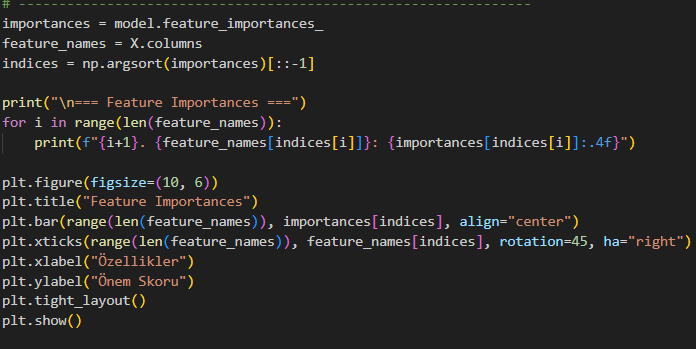 # --------------------------------------------------------------
importances = model.feature_importances_
feature_names = X.columns
indices = np.argsort(importances)[::-1]

print("\n=== Feature Importances ===")
for i in range(len(feature_names)):
    print(f"{i+1}. {feature_names[indices[i]]}: {importances[indices[i]]:.4f}")

plt.figure(figsize=(10, 6))
plt.title("Feature Importances")
plt.bar(range(len(feature_names)), importances[indices], align="center")
plt.xticks(range(len(feature_names)), feature_names[indices], rotation=45, ha="right")
plt.xlabel("Özellikler")
plt.ylabel("Önem Skoru")
plt.tight_layout()
plt.show()